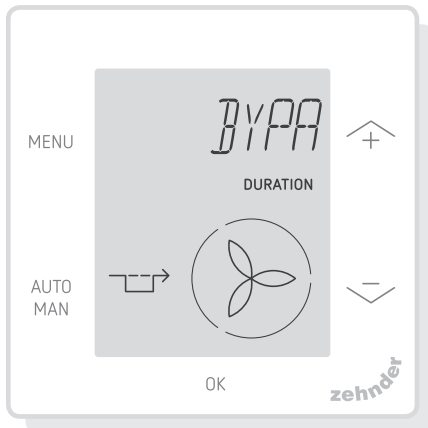 BYPA
MENU
+
DURATION
AUTO
MAN
−
OK
zehnder